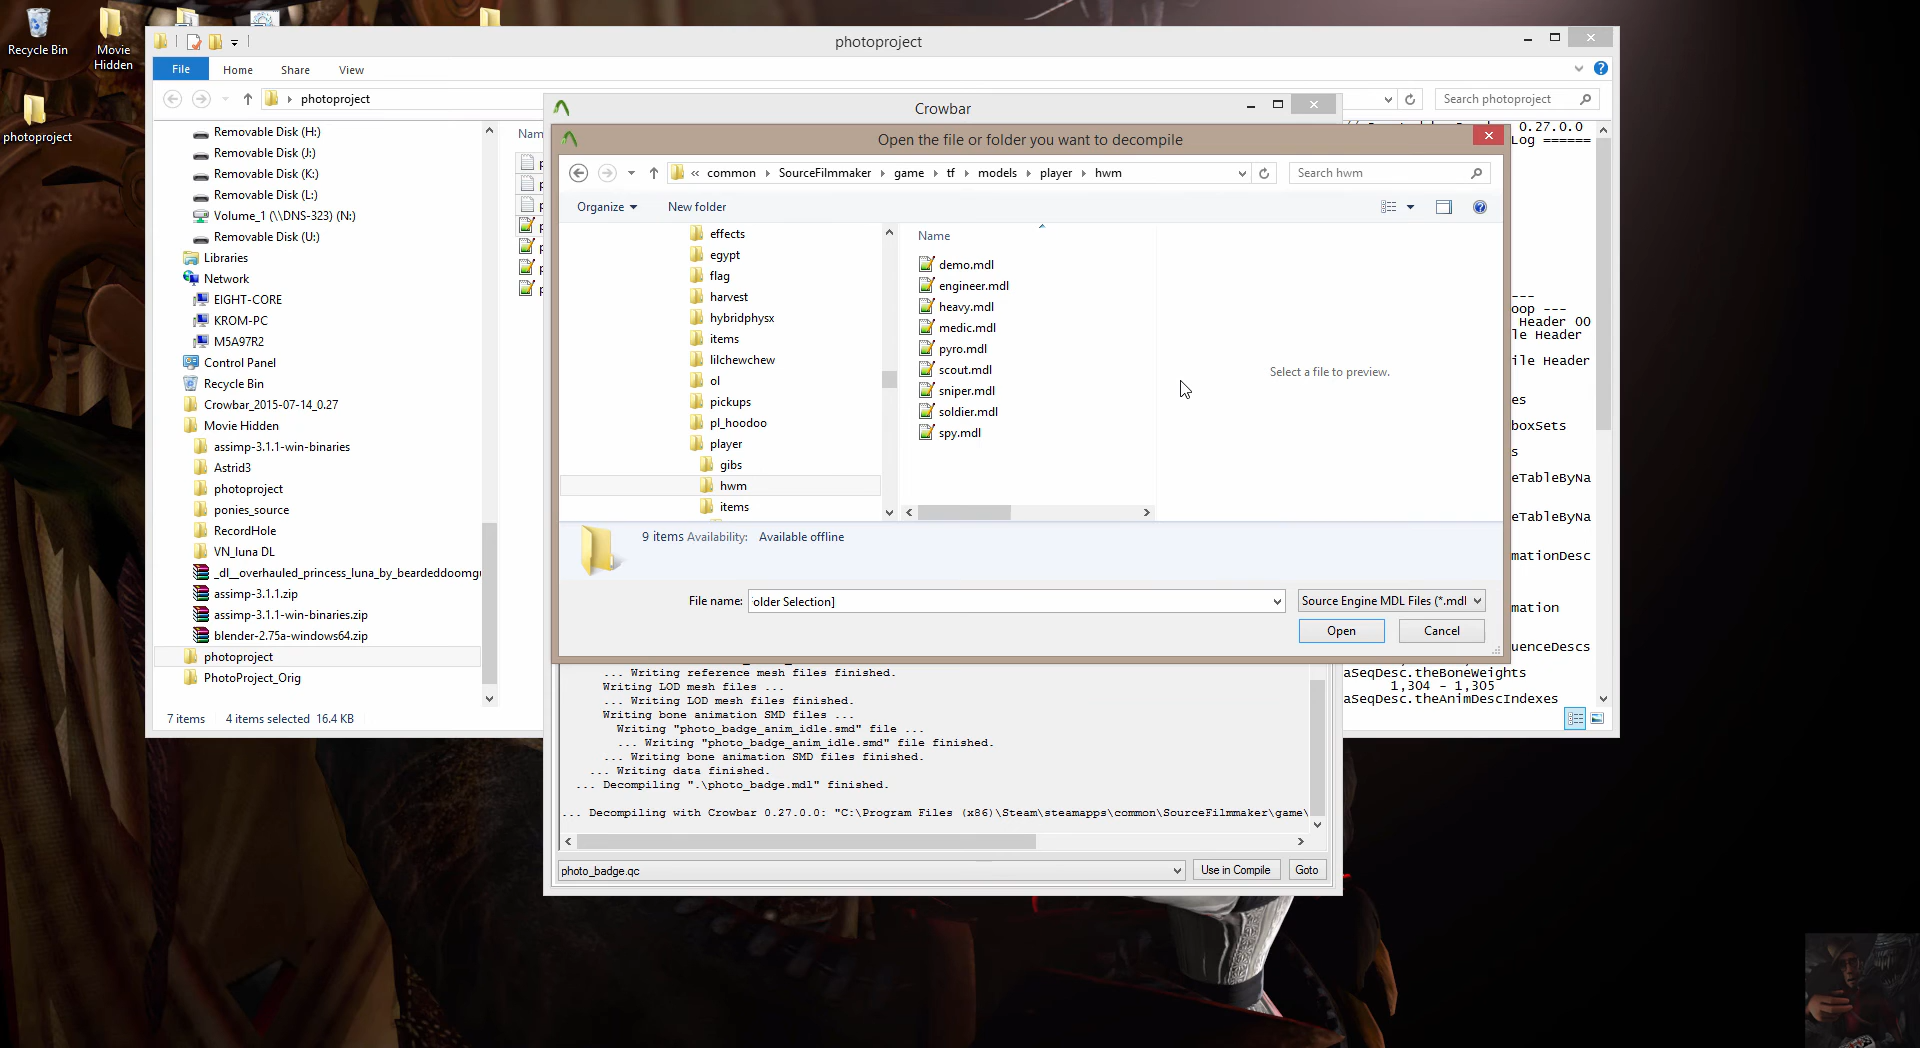 Recycle Bin
Movie
Hidden
photoproject
photoproject
File
Home
Share
View
photoproject
Search photoproject
Removable Disk (H:)
Removable Disk (J:)
Removable Disk (K:)
Removable Disk (L:)
Volume_1 (\\DNS-323) (N:)
Removable Disk (U:)
Libraries
Network
EIGHT-CORE
KROM-PC
M5A97R2
Control Panel
Recycle Bin
Crowbar_2015-07-14_0.27
Movie Hidden
assimp-3.1.1-win-binaries
Astrid3
photoproject
ponies_source
RecordHole
VN_luna DL
_dl__overhauled_princess_luna_by_beardeddoomgu
assimp-3.1.1.zip
assimp-3.1.1-win-binaries.zip
blender-2.75a-windows64.zip
photoproject
PhotoProject_Orig
7 items 4 items selected 16.4 KB
Nam
Crowbar
Open the file or folder you want to decompile
« common SourceFilmmaker game tf models player hwm
Search hwm
Organize New folder
effects
egypt
flag
harvest
hybridphysx
items
lilchewchew
ol
pickups
pl_hoodoo
player
gibs
hwm
items
Name
demo.mdl
engineer.mdl
heavy.mdl
medic.mdl
pyro.mdl
scout.mdl
sniper.mdl
soldier.mdl
spy.mdl
Select a file to preview.
9 items Availability: Available offline
File name: older Selection]
Source Engine MDL Files (*.mdl
Open
Cancel
... Writing reference mesh files finished.
Writing LOD mesh files ...
... Writing LOD mesh files finished.
Writing bone animation SMD files ...
Writing "photo_badge_anim_idle.smd" file ...
... Writing "photo_badge_anim_idle.smd" file finished.
... Writing bone animation SMD files finished.
... Writing data finished.
... Decompiling ".\photo_badge.mdl" finished.
... Decompiling with Crowbar 0.27.0.0: "C:\Program Files (x86)\Steam\steamapps\common\SourceFilmmaker\game\
photo_badge.qc
Use in Compile
Goto
0.27.0.0
Log ======
---
oop ---
Header 00
le Header
ile Header
es
boxSets
s
eTableByNa
eTableByNa
mationDesc
mation
uenceDescs
aSeqDesc.theBoneWeights
1,304 - 1,305
aSeqDesc.theAnimDescIndexes